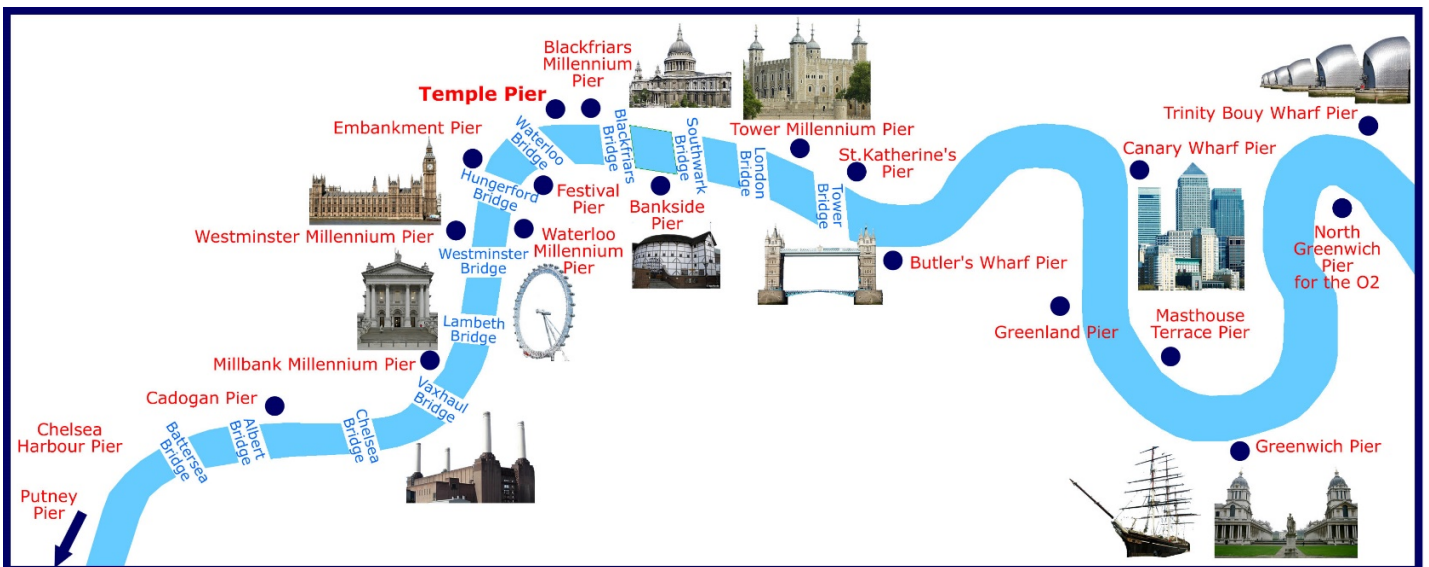 Blackfriars
Millennium
Pier
Temple Pier
Embankment Pier
Waterloo
Bridge
Blackfriars
Bridge
Southwark
Bridge
London
Bridge
Tower Millennium Pier
St.Katherine's
Pier
Tower
Bridge
Trinity Bouy Wharf Pier
Canary Wharf Pier
Hungerford
Bridge
Festival
Pier
Bankside
Pier
Westminster Millennium Pier
Waterloo
Millennium
Pier
Westminster
Bridge
Butler's Wharf Pier
North
Greenwich
Pier
for the O2
Greenland Pier
Masthouse
Terrace Pier
Lambeth
Bridge
Millbank Millennium Pier
Vaxhaul
Bridge
Cadogan Pier
Chelsea
Harbour Pier
Battersea
Bridge
Albert
Bridge
Chelsea
Bridge
Greenwich Pier
Putney
Pier